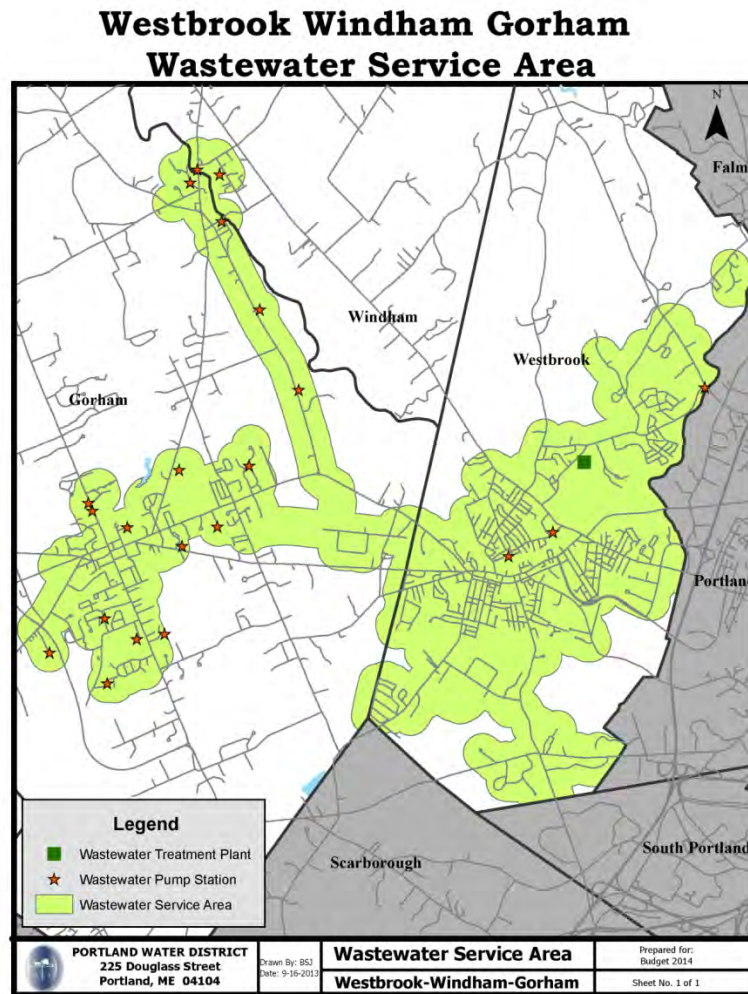 Westbrook Windham Gorham
Wastewater Service Area
N
Falm
Windham
Westbrook
Gorham
Portland
Legend
Wastewater Treatment Plant
Wastewater Pump Station
Wastewater Service Area
Scarborough
South Portland
PORTLAND WATER DISTRICT
225 Douglass Street
Portland, ME 04104
Drawn By: BSJ
Date: 9-16-2013
Wastewater Service Area
Westbrook-Windham-Gorham
Prepared for:
Budget 2014
Sheet No. 1 of 1